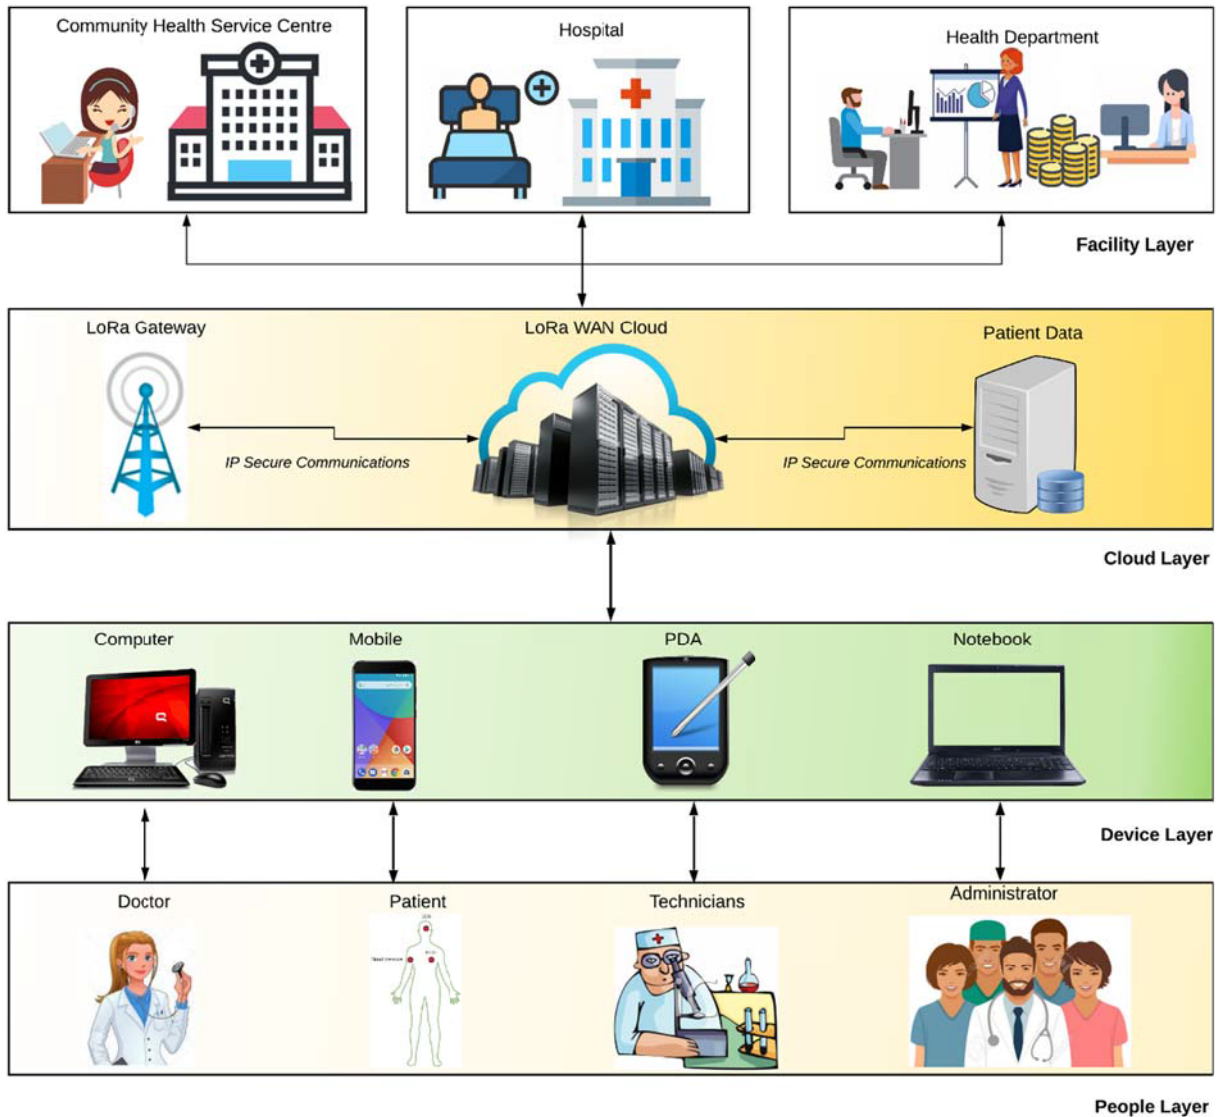 Community Health Service Centre
Hospital
Health Department
Facility Layer
LoRa Gateway
LoRa WAN Cloud
Patient Data
IP Secure Communications
IP Secure Communications
Cloud Layer
Computer
Mobile
PDA
Notebook
Device Layer
Doctor
Patient
Technicians
Administrator
People Layer